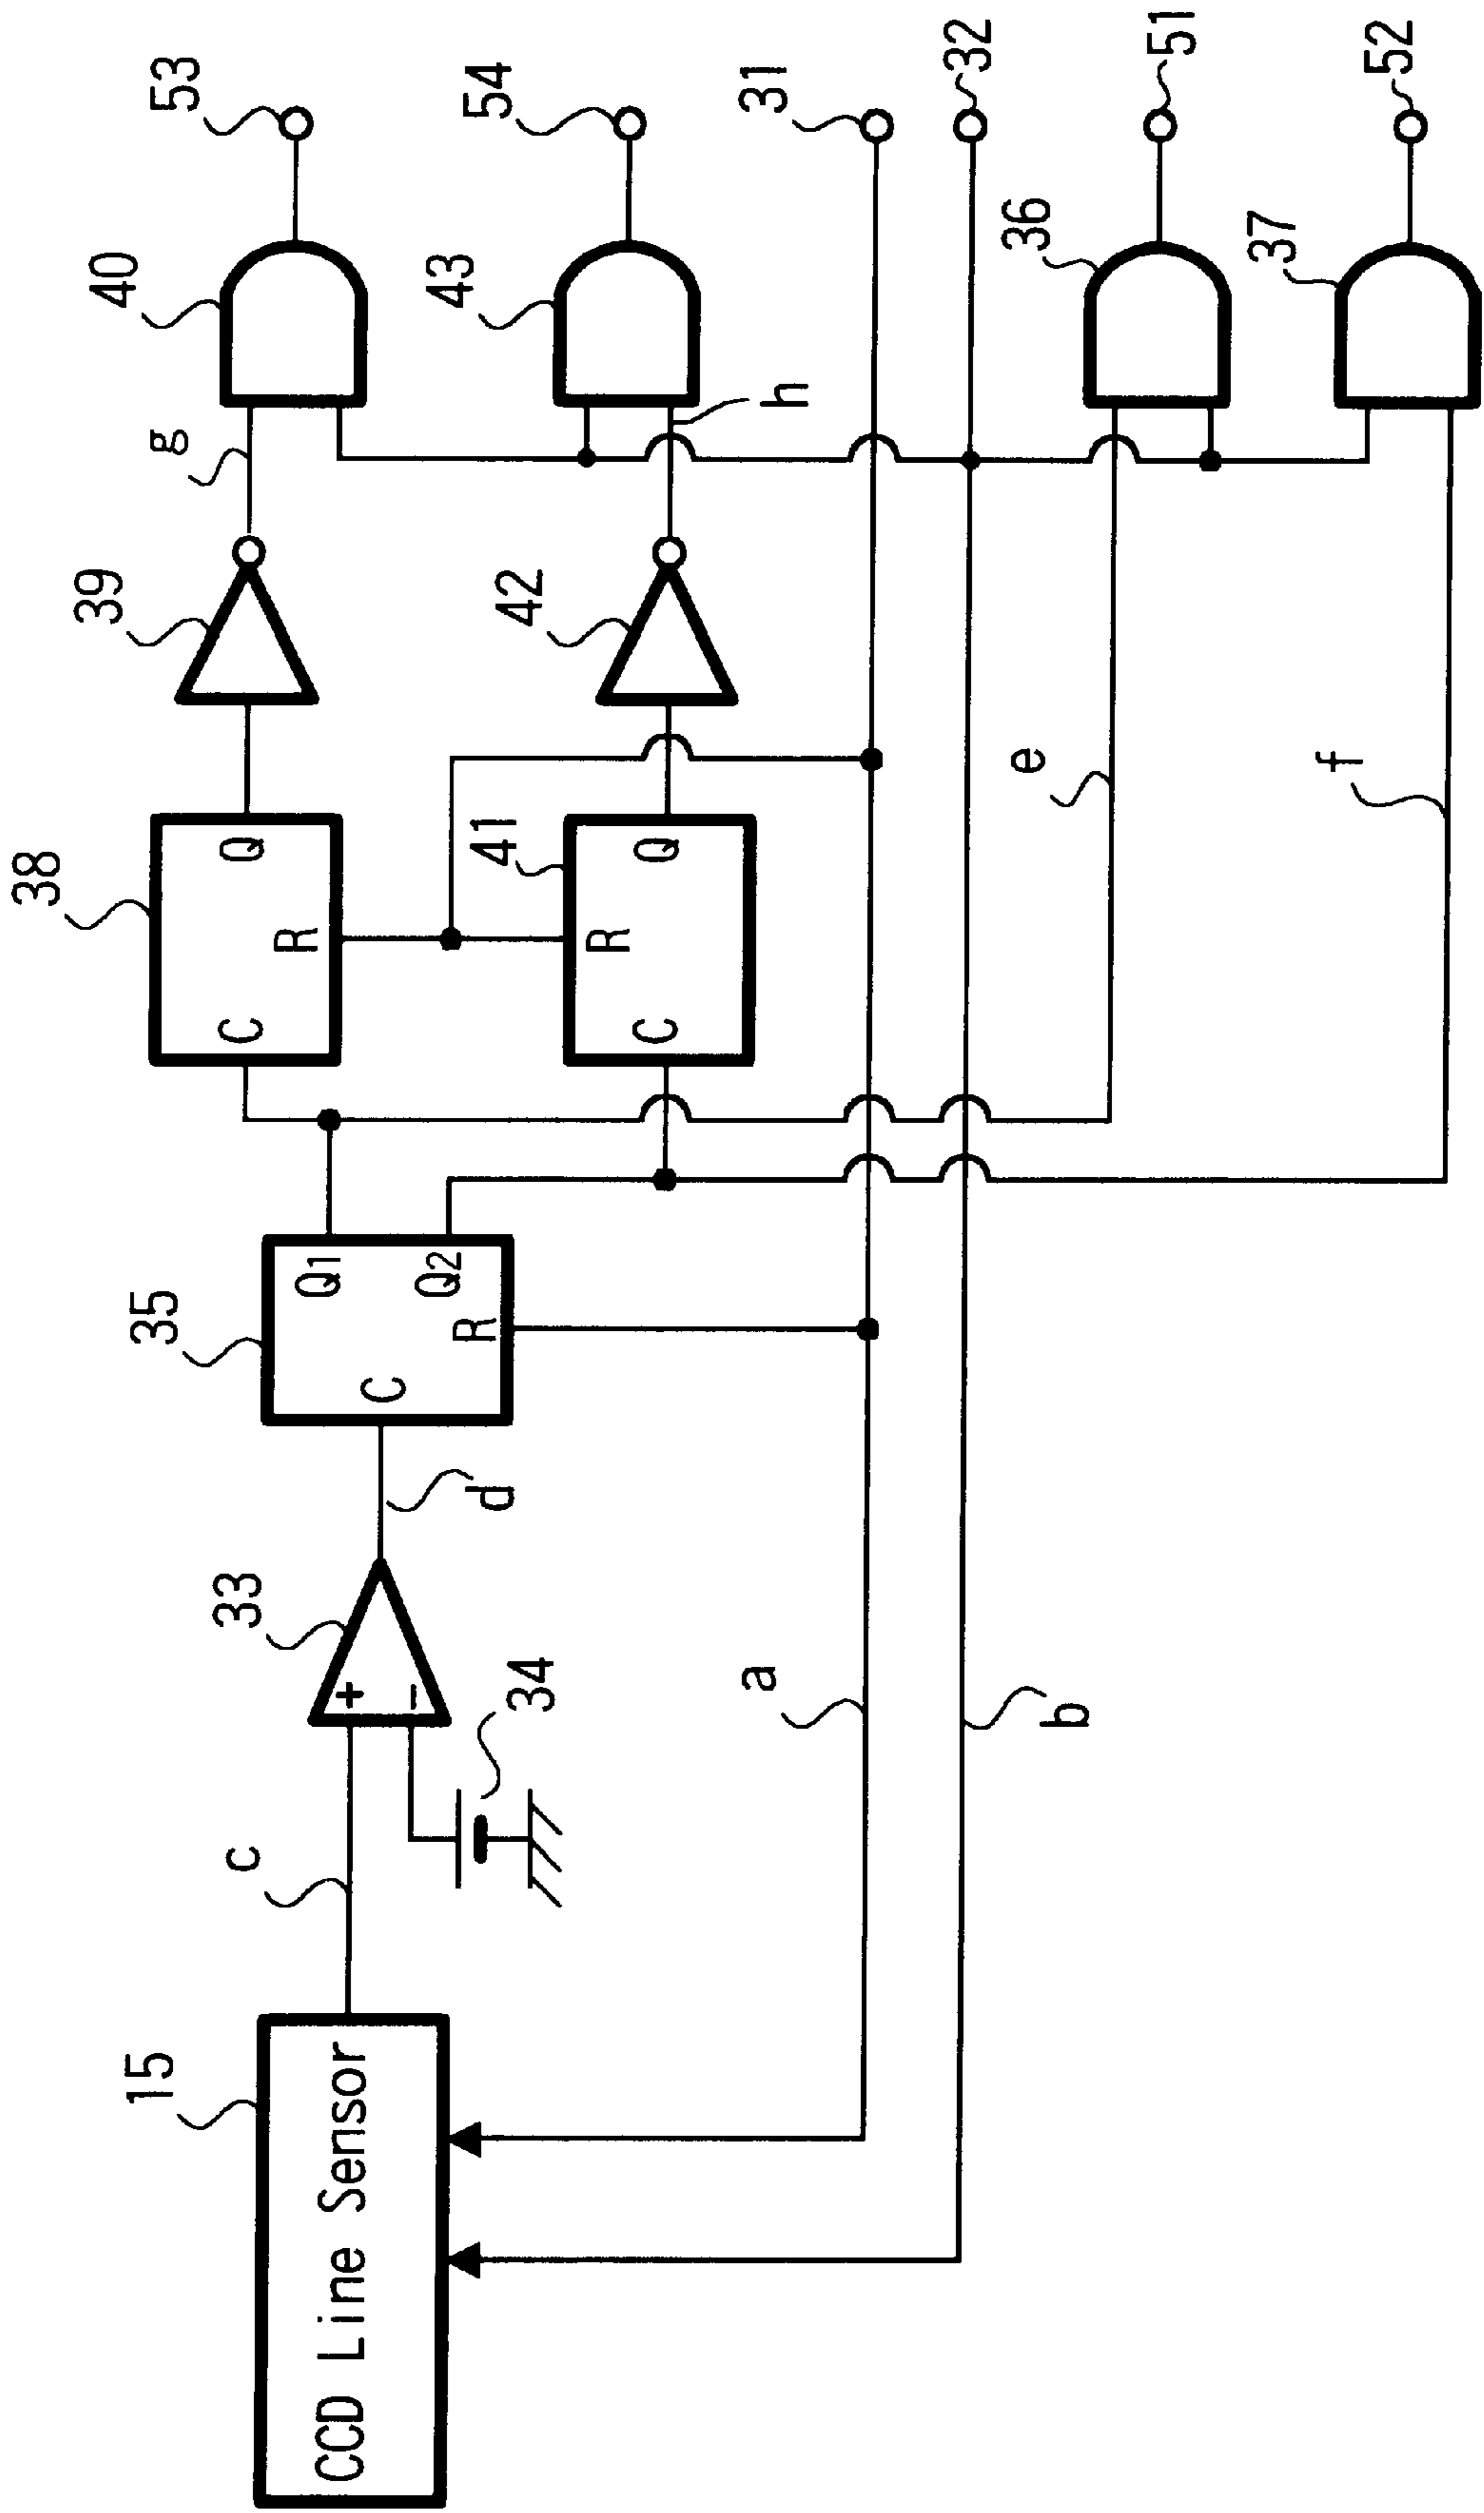 53
54
31
32
51
52
40
43
36
37
g
h
39
42
e
f
38
Q
R
C
41
Q
R
C
35
Q1
Q2
R
C
d
33
+
−
34
a
b
c
15
CCD Line Sensor